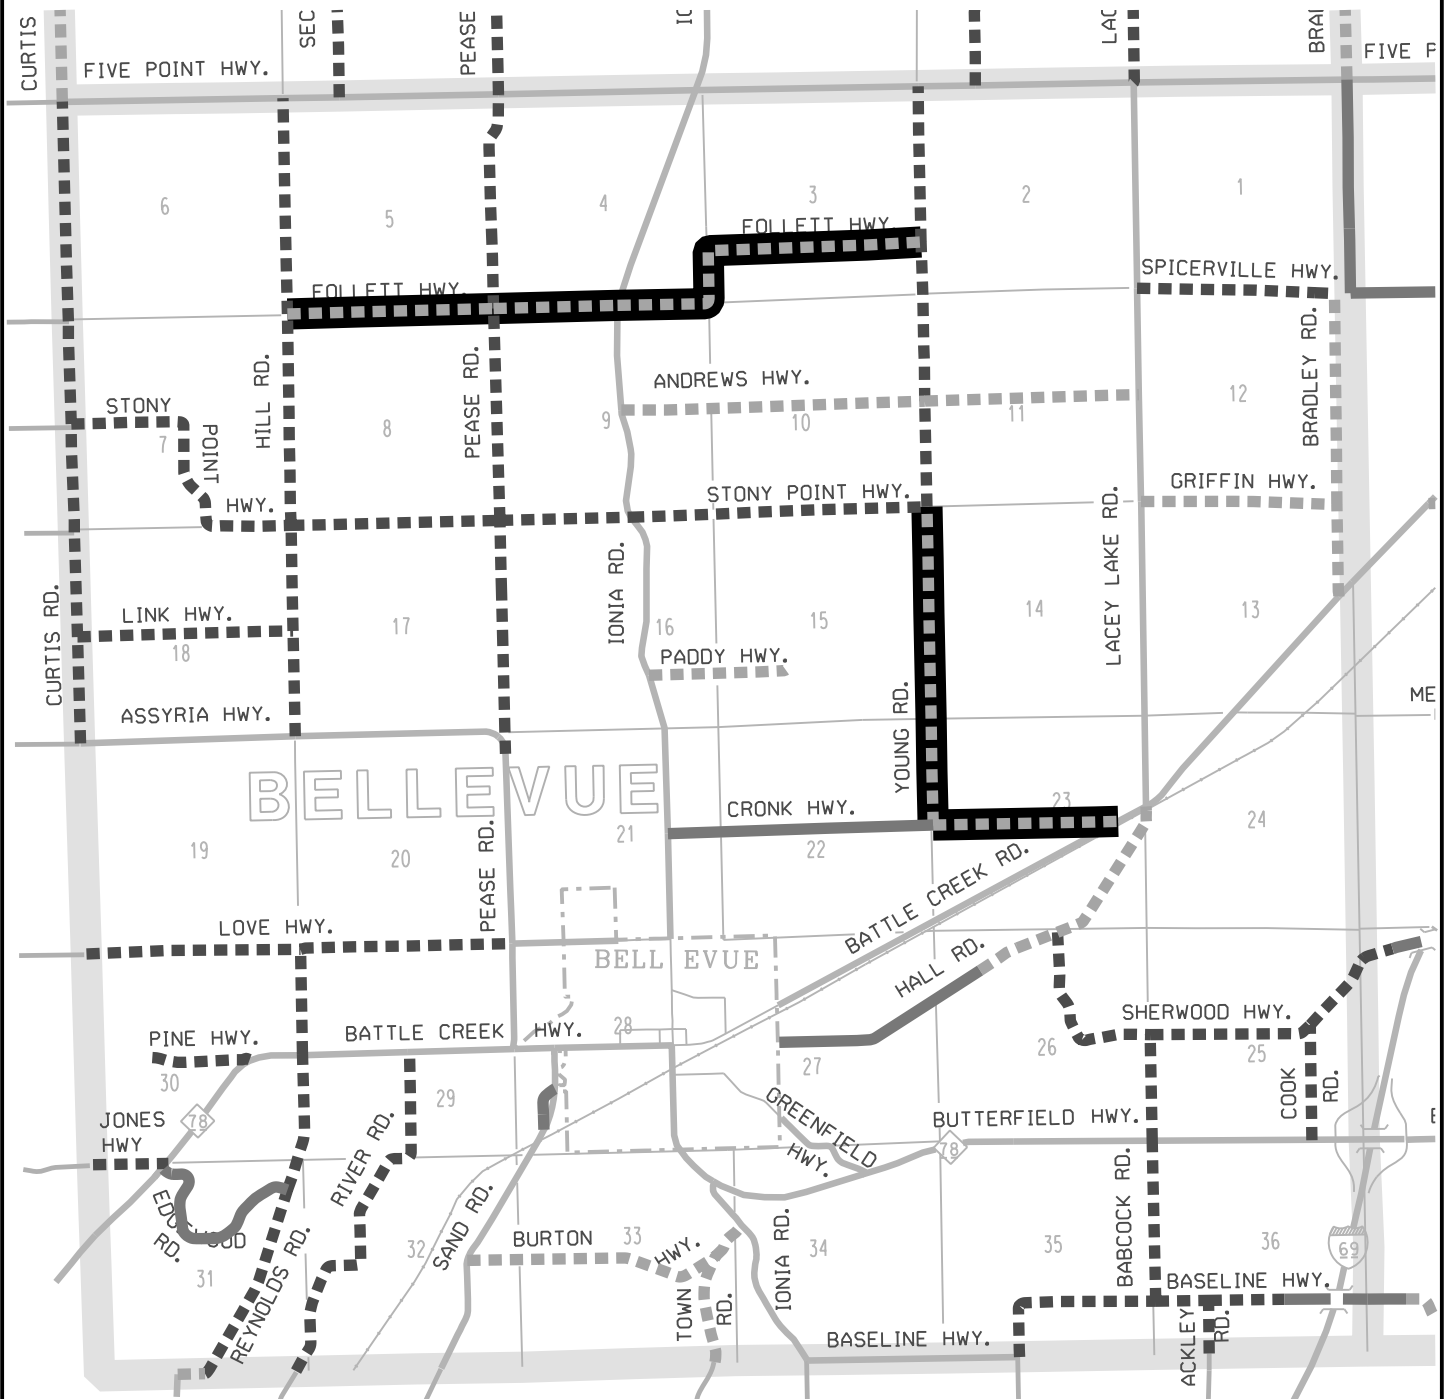 CURTIS
SEC
PEASE
IO
LAC
BRA
FIVE POINT HWY.
FIVE P
6
5
4
3
2
1
FOLLETT HWY.
FOLLETT HWY.
SPICERVILLE HWY.
STONY
POINT
HWY.
HILL RD.
PEASE RD.
ANDREWS HWY.
BRADLEY RD.
7
8
9
10
11
12
STONY POINT HWY.
GRIFFIN HWY.
CURTIS RD.
LINK HWY.
IONIA RD.
LACEY LAKE RD.
18
17
16
15
14
13
PADDY HWY.
YOUNG RD.
ASSYRIA HWY.
ME
BELLEVUE
CRONK HWY.
19
20
21
22
23
24
PEASE RD.
BATTLE CREEK RD.
LOVE HWY.
BELLEVUE
HALL RD.
PINE HWY.
BATTLE CREEK HWY.
SHERWOOD HWY.
30
29
28
27
26
25
COOK RD.
JONES
HWY
78
RIVER RD.
GREENFIELD
HWY.
BUTTERFIELD HWY.
78
EDGEWOOD
RD.
SAND RD.
BURTON HWY.
IONIA RD.
BABCOCK RD.
31
32
33
34
35
36
69
REYNOLDS RD.
TOWN RD.
BASELINE HWY.
BASELINE HWY.
ACKLEY RD.